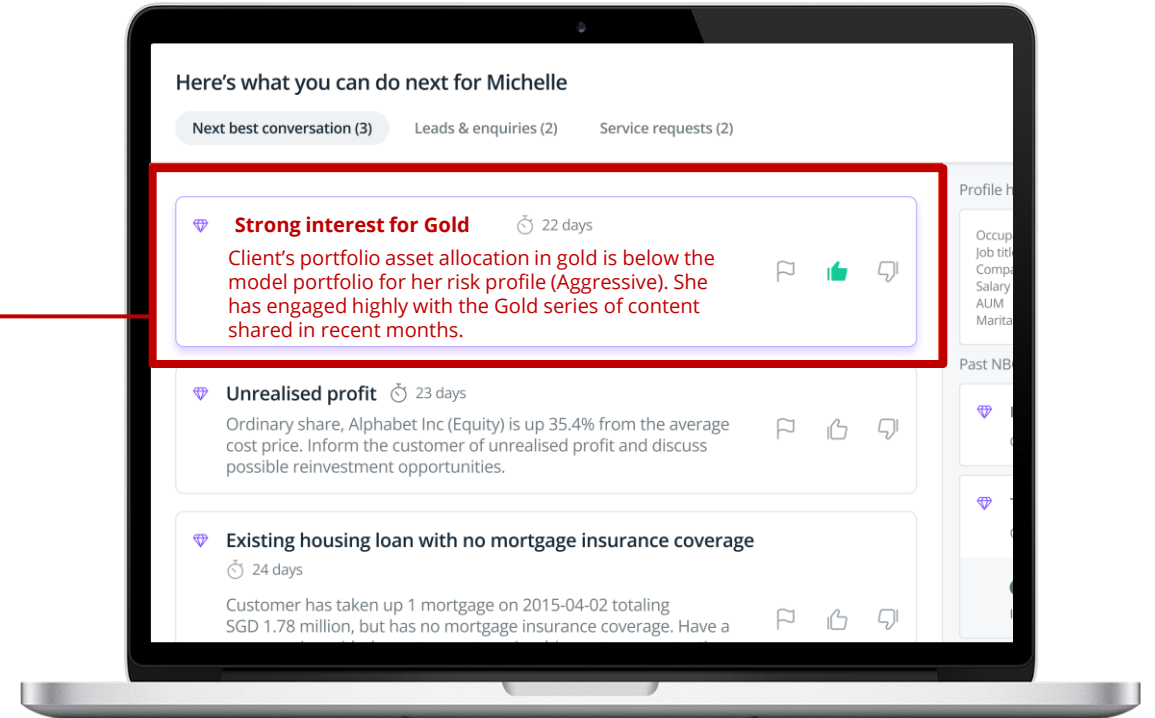 Here's what you can do next for Michelle
Next best conversation (3) Leads & enquiries (2) Service requests (2)
Strong interest for Gold 22 days
Client's portfolio asset allocation in gold is below the
model portfolio for her risk profile (Aggressive). She
has engaged highly with the Gold series of content
shared in recent months.
Unrealised profit 23 days
Ordinary share, Alphabet Inc (Equity) is up 35.4% from the average
cost price. Inform the customer of unrealised profit and discuss
possible reinvestment opportunities.
Existing housing loan with no mortgage insurance coverage
24 days
Customer has taken up 1 mortgage on 2015-04-02 totaling
SGD 1.78 million, but has no mortgage insurance coverage. Have a
Profile
Job
Salary
AUM
Past